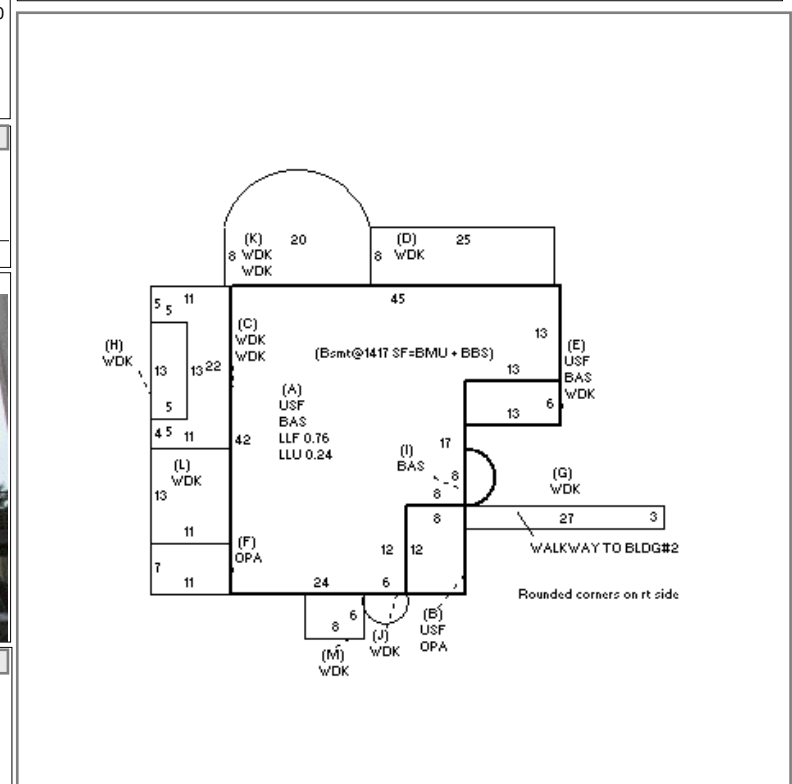 (K) 20
8 WDK
WDK
(D) 25
8 WDK
45
5 5 11
(C)
WDK
WDK
(H)
WDK
13 13 22
5
4 5 11
(Bsmt@1417 SF=BMU + BBS)
13
(E)
USF
BAS
WDK
13
13 6
(A)
USF
BAS
LLF 0.76
LLU 0.24
42
17
(I)
BAS
8
8
(L)
WDK
13
11
(G)
WDK
27 3
WALKWAY TO BLDG#2
8
12 12
(F)
OPA
7
11
24 6
Rounded corners on rt side
6
8
(M)
WDK
(J)
WDK
(B)
USF
OPA